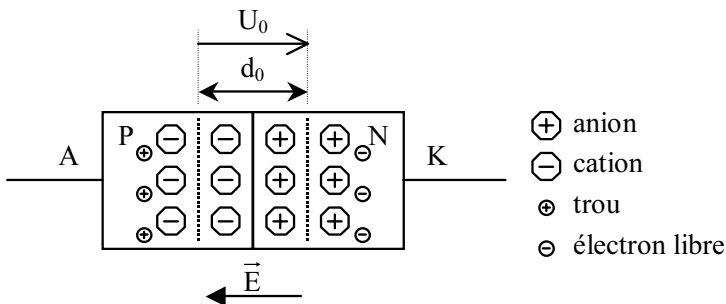 U₀
d₀
P N
A K
E
⊕ anion
⊖ cation
⊕ trou
⊖ électron libre